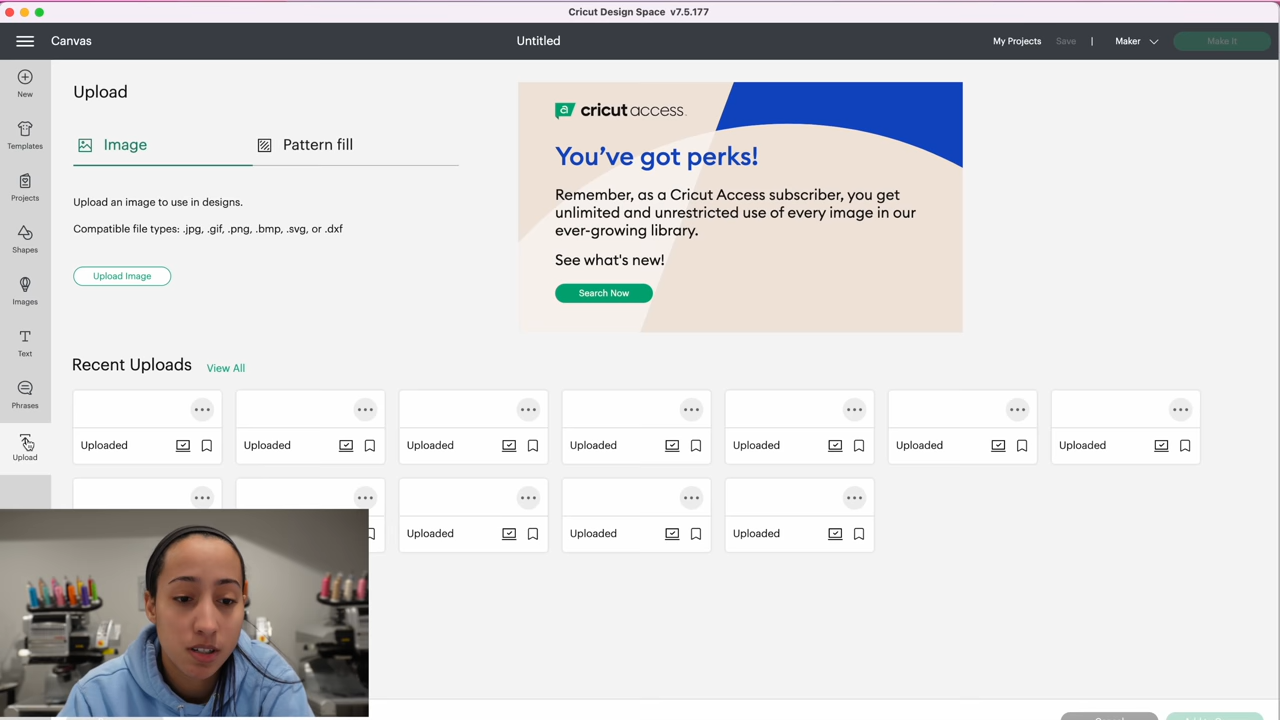 Cricut Design Space v7.5.177
Canvas
Untitled
My Projects Save | Maker Make It
New
Templates
Projects
Shapes
Images
Text
Phrases
Upload
Upload
Image Pattern fill
Upload an image to use in designs.
Compatible file types: .jpg, .gif, .png, .bmp, .svg, or .dxf
Upload Image
a cricut access
You've got perks!
Remember, as a Cricut Access subscriber, you get
unlimited and unrestricted use of every image in our
ever-growing library.
See what's new!
Search Now
Recent Uploads View All
Uploaded Uploaded Uploaded Uploaded Uploaded Uploaded Uploaded
Uploaded Uploaded Uploaded